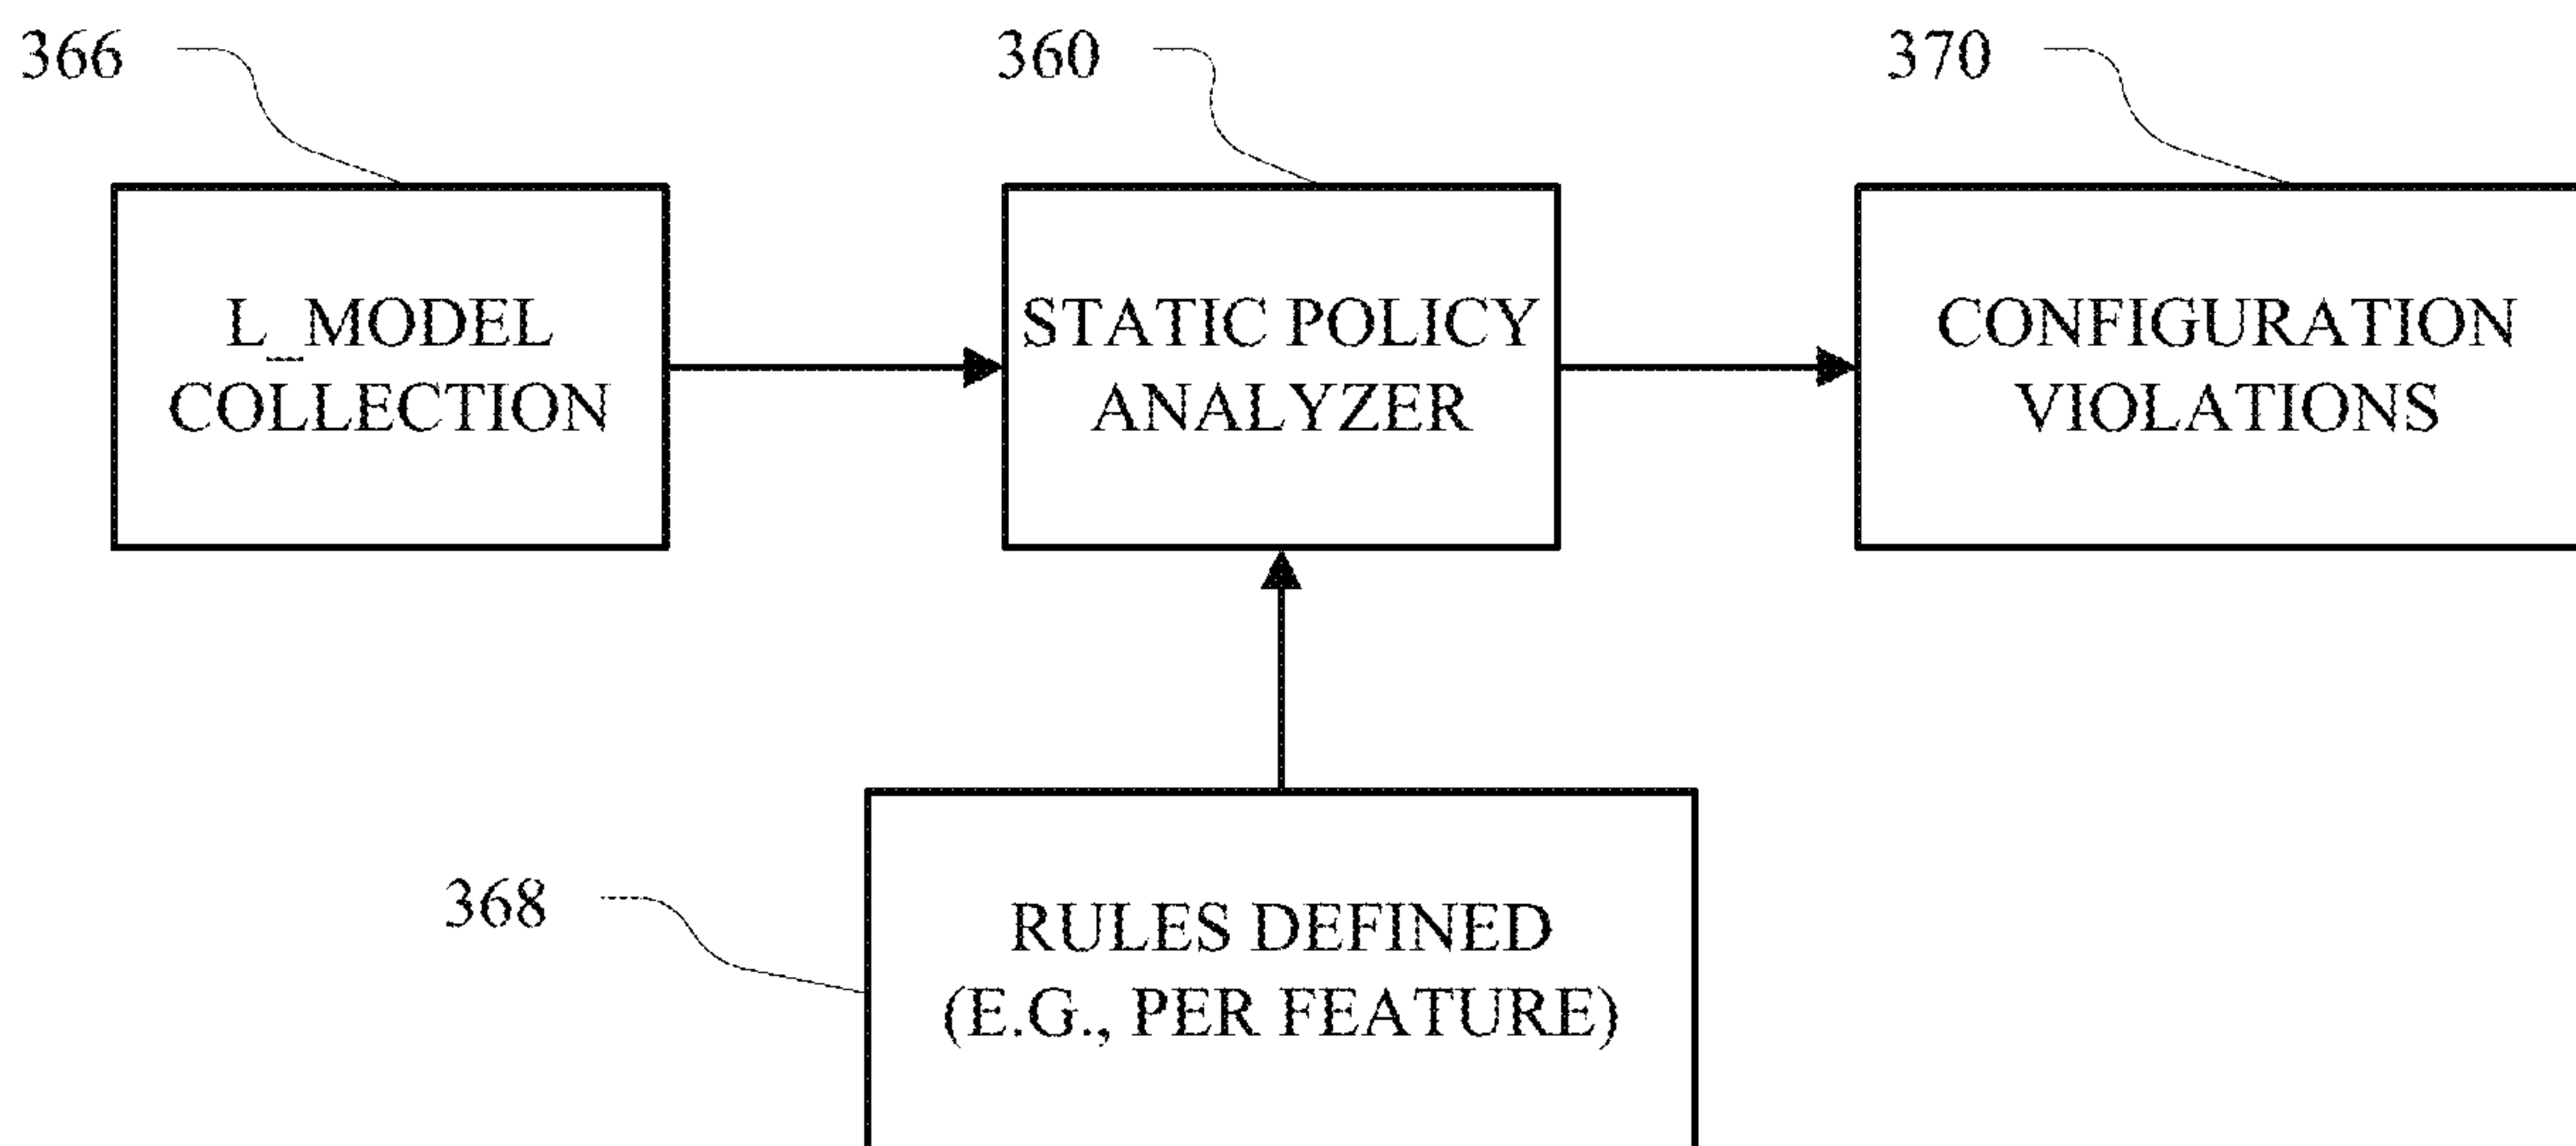 366
360
370
L_MODEL
COLLECTION
STATIC POLICY
ANALYZER
CONFIGURATION
VIOLATIONS
368
RULES DEFINED
(E.G., PER FEATURE)